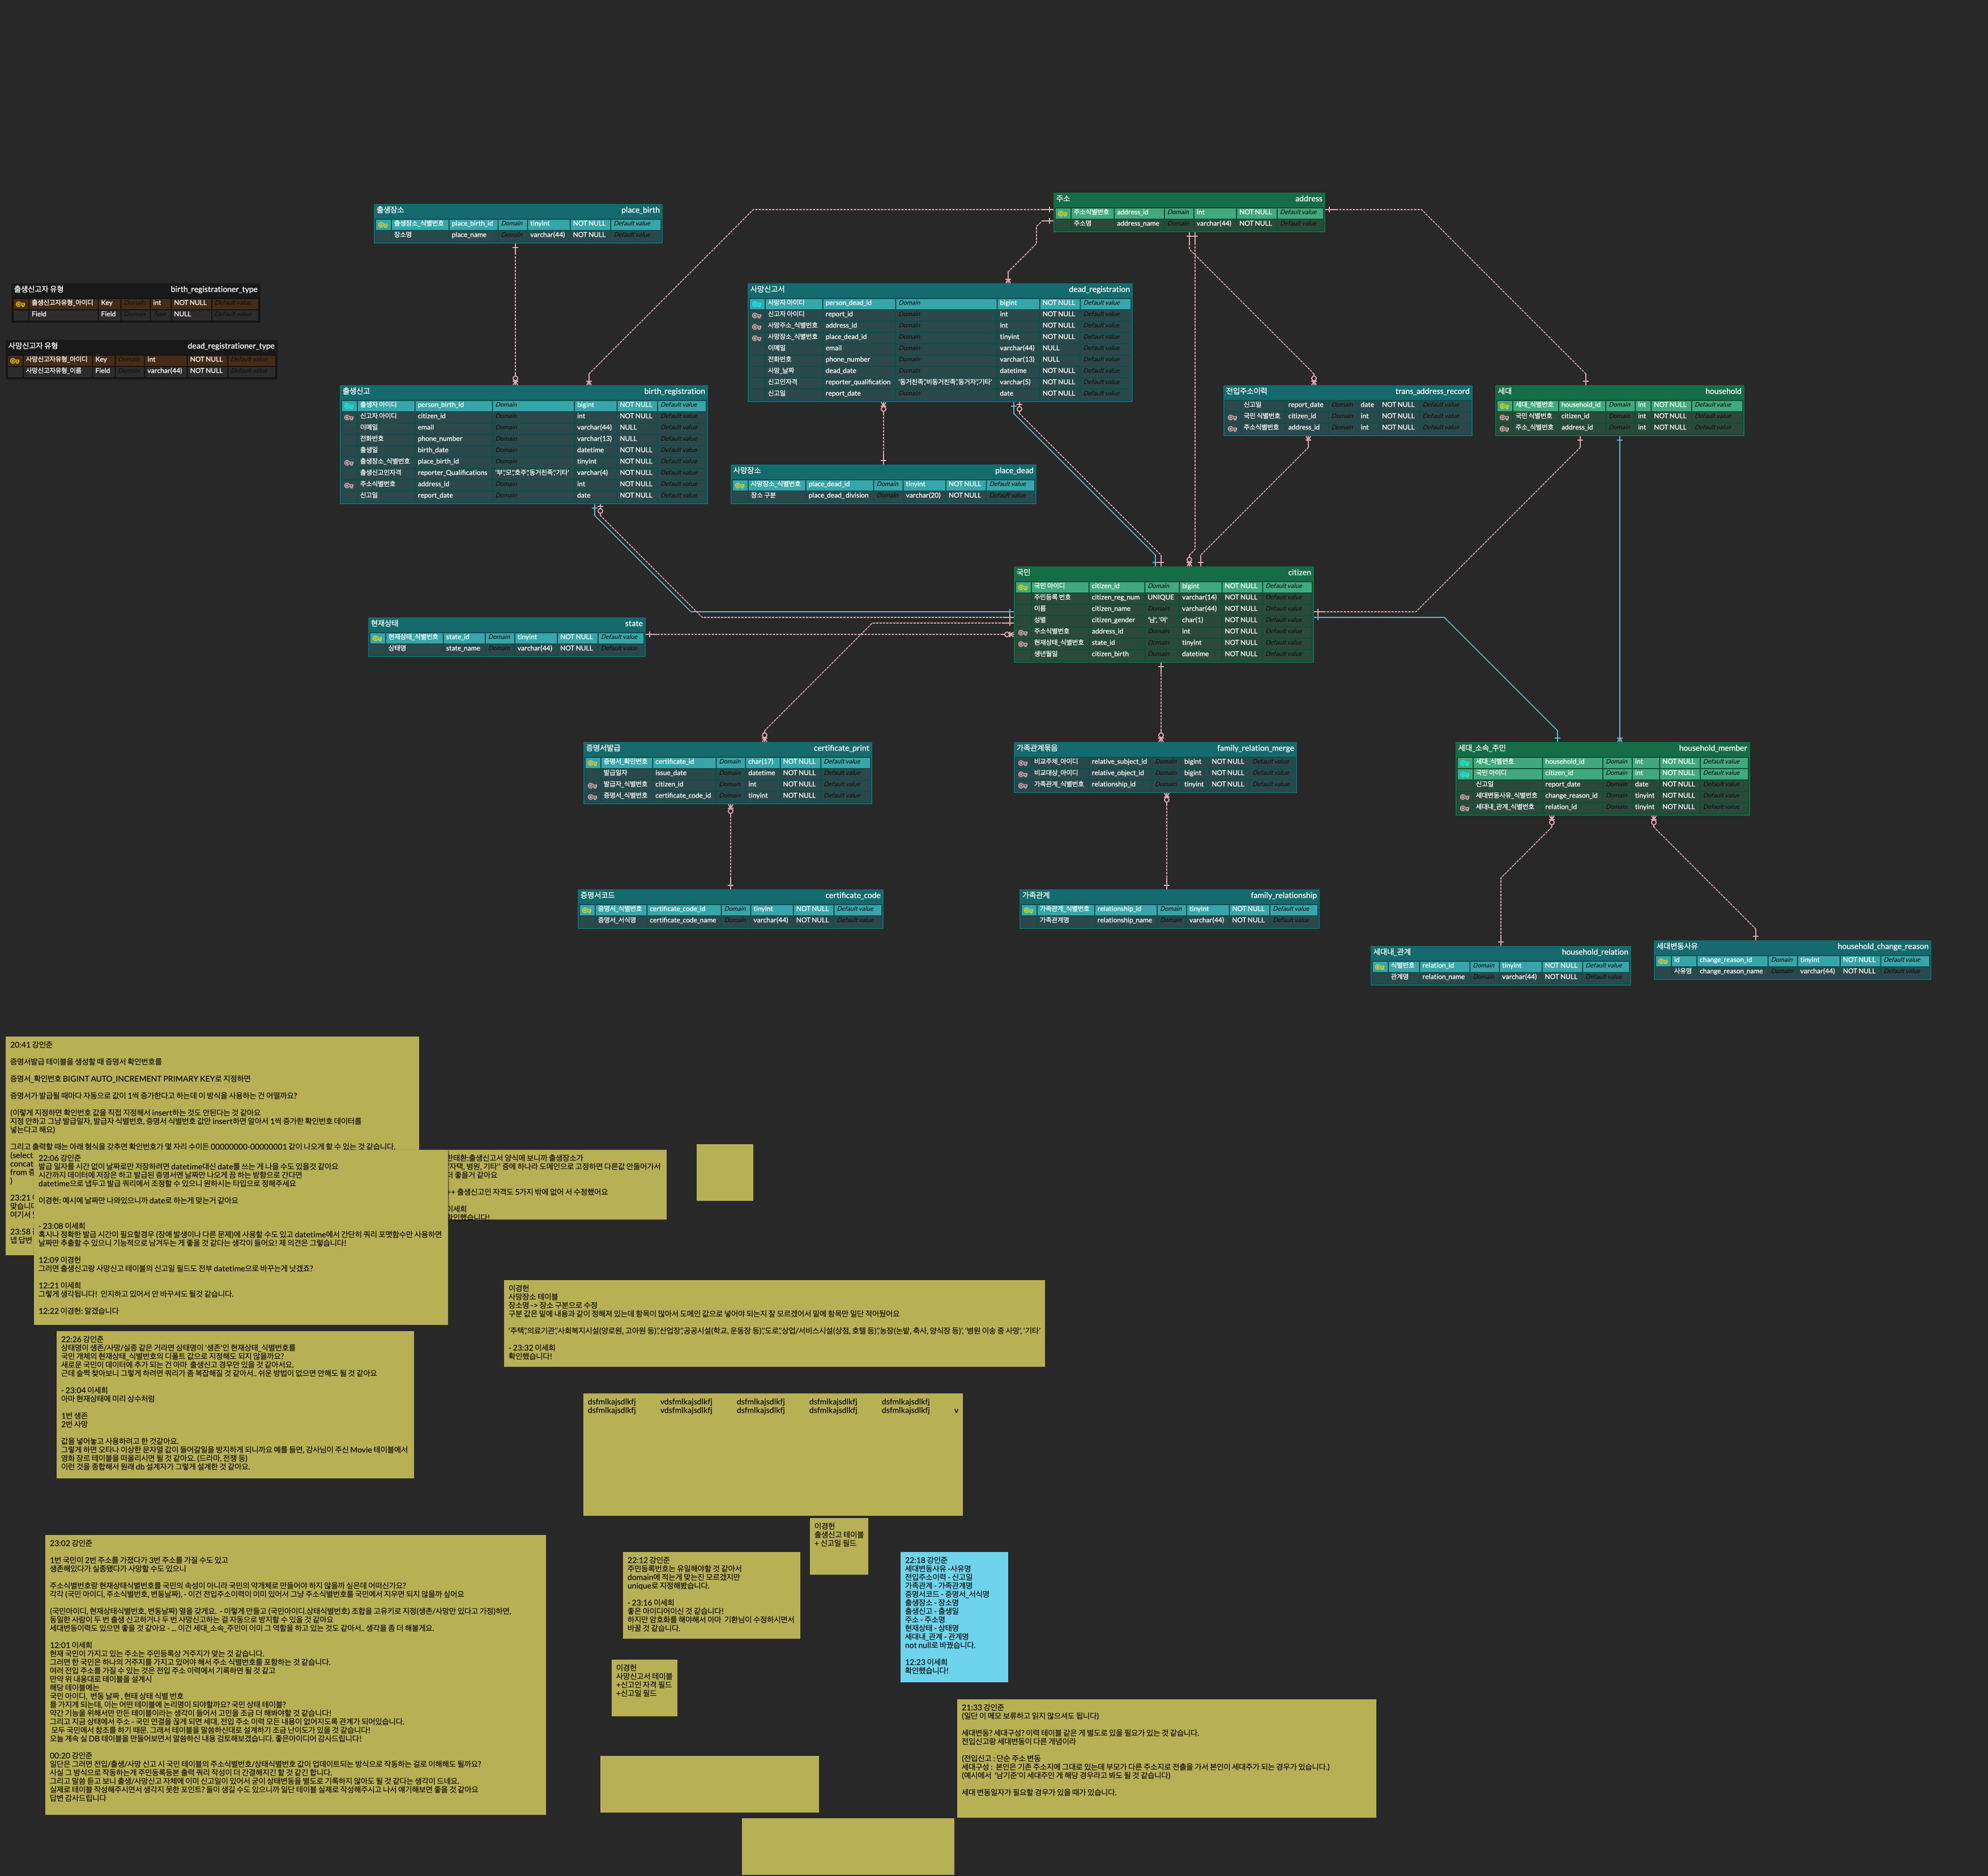 주소 address
주소식별번호 address_id Domain int NOT NULL Default value
주소명 address_name Domain varchar(44) NOT NULL Default value
출생장소 place_birth
출생장소_식별번호 place_birth_id Domain tinyint NOT NULL Default value
장소명 place_name Domain varchar(44) NOT NULL Default value
출생신고자 유형 birth_registrationer_type
출생신고자유형_아이디 Key Domain int NOT NULL Default value
Field Field Domain Type NULL Default value
사망신고자 유형 dead_registrationer_type
사망신고자유형_아이디 Key Domain int NOT NULL Default value
사망신고자유형_이름 Field Domain varchar(44) NOT NULL Default value
사망신고서 dead_registration
사망자 아이디 person_dead_id Domain bigint NOT NULL Default value
신고자 아이디 report_id Domain int NOT NULL Default value
사망주소_식별번호 address_id Domain int NOT NULL Default value
사망장소_식별번호 place_dead_id Domain tinyint NOT NULL Default value
이메일 email Domain varchar(44) NULL Default value
전화번호 phone_number Domain varchar(13) NULL Default value
사망_날짜 dead_date Domain datetime NOT NULL Default value
신고인자격 reporter_qualification '동거친족','비동거친족','동거자','기타' varchar(5) NOT NULL Default value
신고일 report_date Domain date NOT NULL Default value
출생신고 birth_registration
출생자 아이디 person_birth_id Domain bigint NOT NULL Default value
신고자 아이디 citizen_id Domain int NOT NULL Default value
이메일 email Domain varchar(44) NULL Default value
전화번호 phone_number Domain varchar(13) NULL Default value
출생일 birth_date Domain datetime NOT NULL Default value
출생장소_식별번호 place_birth_id Domain tinyint NOT NULL Default value
출생신고인자격 reporter_Qualifications '부','모','호주','동거친족','기타' varchar(4) NOT NULL Default value
주소식별번호 address_id Domain int NOT NULL Default value
신고일 report_date Domain date NOT NULL Default value
전입주소이력 trans_address_record
신고일 report_date Domain date NOT NULL Default value
국민 식별번호 citizen_id Domain int NOT NULL Default value
주소식별번호 address_id Domain int NOT NULL Default value
세대 household
세대_식별번호 household_id Domain int NOT NULL Default value
국민 식별번호 citizen_id Domain int NOT NULL Default value
주소_식별번호 address_id Domain int NOT NULL Default value
사망장소 place_dead
사망장소_식별번호 place_dead_id Domain tinyint NOT NULL Default value
장소 구분 place_dead_division Domain varchar(20) NOT NULL Default value
국민 citizen
국민 아이디 citizen_id Domain bigint NOT NULL Default value
주민등록 번호 citizen_reg_num UNIQUE varchar(14) NOT NULL Default value
이름 citizen_name Domain varchar(44) NOT NULL Default value
성별 citizen_gender '남', '여' char(1) NOT NULL Default value
주소식별번호 address_id Domain int NOT NULL Default value
현재상태_식별번호 state_id Domain tinyint NOT NULL Default value
생년월일 citizen_birth Domain datetime NOT NULL Default value
현재상태 state
현재상태_식별번호 state_id Domain tinyint NOT NULL Default value
상태명 state_name Domain varchar(44) NOT NULL Default value
증명서발급 certificate_print
증명서_확인번호 certificate_id Domain char(17) NOT NULL Default value
발급일자 issue_date Domain datetime NOT NULL Default value
발급자_식별번호 citizen_id Domain int NOT NULL Default value
증명서_식별번호 certificate_code_id Domain tinyint NOT NULL Default value
가족관계묶음 family_relation_merge
비교주체_아이디 relative_subject_id Domain bigint NOT NULL Default value
비교대상_아이디 relative_object_id Domain bigint NOT NULL Default value
가족관계_식별번호 relationship_id Domain tinyint NOT NULL Default value
세대_소속_주민 household_member
세대_식별번호 household_id Domain int NOT NULL Default value
국민 아이디 citizen_id Domain int NOT NULL Default value
신고일 report_date Domain date NOT NULL Default value
세대변동사유_식별번호 change_reason_id Domain tinyint NOT NULL Default value
세대내_관계_식별번호 relation_id Domain tinyint NOT NULL Default value
증명서코드 certificate_code
증명서_식별번호 certificate_code_id Domain tinyint NOT NULL Default value
증명서_서식명 certificate_code_name Domain varchar(44) NOT NULL Default value
가족관계 family_relationship
가족관계_식별번호 relationship_id Domain tinyint NOT NULL Default value
가족관계명 relationship_name Domain varchar(44) NOT NULL Default value
세대내_관계 household_relation
식별번호 relation_id Domain tinyint NOT NULL Default value
관계명 relation_name Domain varchar(44) NOT NULL Default value
세대변동사유 household_change_reason
id change_reason_id Domain tinyint NOT NULL Default value
사유명 change_reason_name Domain varchar(44) NOT NULL Default value
20:41 강인준
증명서발급 테이블을 생성할 때 증명서 확인번호를
증명서_확인번호 BIGINT AUTO_INCREMENT PRIMARY KEY로 지정하면
증명서가 발급될 때마다 자동으로 값이 1씩 증가한다고 하는데 이 방식을 사용하는 건 어떨까요?
(이렇게 지정하면 확인번호 값을 직접 지정해서 insert하는 것도 안된다는 것 같아요
지정 안하고 그냥 발급일자, 발급자 식별번호, 증명서 식별번호 값만 insert하면 알아서 1씩 증가한 확인번호 데이터를
넣는다고 해요)
그리고 출력할 때는 아래 형식을 갖추면 확인번호가 몇 자리 수이든 00000000-00000001 같이 나오게 할 수 있는 것 같습니다.
(select
concat
from 증
)
23:21
맞습니다
여기서
23:58
넵 답변
22:06 강인준
발급 일자를 시간 없이 날짜로만 저장하려면 datetime대신 date를 쓰는 게 나을 수도 있을것 같아요
시간까지 데이터에 저장은 하고 발급된 증명서엔 날짜만 나오게 끔 하는 방향으로 간다면
datetime으로 냅두고 발급 쿼리에서 조정할 수 있으니 원하시는 타입으로 정해주세요
이경헌: 예시에 날짜만 나와있으니까 date로 하는게 맞는거 같아요
- 23:08 이세희
혹시나 정확한 발급 시간이 필요할경우 (장애 발생이나 다른 문제)에 사용할 수도 있고 datetime에서 간단히 쿼리 포맷함수만 사용하면
날짜만 추출할 수 있으니 기능적으로 남겨두는 게 좋을 것 같다는 생각이 들어요! 제 의견은 그렇습니다!
12:09 이경헌
그러면 출생신고랑 사망신고 테이블의 신고일 필드도 전부 datetime으로 바꾸는게 낫겠죠?
12:21 이세희
그렇게 생각됩니다! 인지하고 있어서 안 바꾸셔도 될것 같습니다.
12:22 이경헌: 알겠습니다
한태환:출생신고서 양식에 보니까 출생장소가
"자택, 병원, 기타" 중에 하나라 도메인으로 고정하면 다른값 안들어가서
더 좋을거 같아요
++ 출생신고인 자격도 5가지 밖에 없어 서 수정했어요
이세희
확인했습니다!
이경헌
사망장소 테이블
장소명 -> 장소 구분으로 수정
구분 값은 밑에 내용과 같이 정해져 있는데 항목이 많아서 도메인 값으로 넣어야 되는지 잘 모르겠어서 밑에 항목만 일단 적어뒀어요
'주택','의료기관','사회복지시설(양로원, 고아원 등)','산업장','공공시설(학교, 운동장 등)','도로','상업/서비스시설(상점, 호텔 등)','농장(논밭, 축사, 양식장 등)', '병원 이송 중 사망', '기타'
- 23:32 이세희
확인했습니다!
22:26 강인준
상태명이 생존/사망/실종 같은 거라면 상태명이 '생존'인 현재상태_식별번호를
국민 개체의 현재상태_식별번호의 디폴트 값으로 지정해도 되지 않을까요?
새로운 국민이 데이터에 추가 되는 건 아마 출생신고 경우만 있을 것 같아서요.
근데 슬쩍 찾아보니 그렇게 하려면 쿼리가 좀 복잡해질 것 같아서.. 쉬운 방법이 없으면 안해도 될 것 같아요
- 23:04 이세희
아마 현재상태에 미리 상수처럼
1번 생존
2번 사망
값을 넣어놓고 사용하려고 한 것같아요.
그렇게 하면 오타나 이상한 문자열 값이 들어갈일을 방지하게 되니까요 예를 들면, 강사님이 주신 Movie 테이블에서
영화 장르 테이블을 떠올리시면 될 것 같아요. (드라마, 전쟁 등)
이런 것을 종합해서 원래 db 설계자가 그렇게 설계한 것 같아요.
dsfmlkajsdlkfj vdsfmlkajsdlkfj dsfmlkajsdlkfj dsfmlkajsdlkfj dsfmlkajsdlkfj
dsfmlkajsdlkfj vdsfmlkajsdlkfj dsfmlkajsdlkfj dsfmlkajsdlkfj dsfmlkajsdlkfj v
이경헌
출생신고 테이블
+ 신고일 필드
23:02 강인준
1번 국민이 2번 주소를 가졌다가 3번 주소를 가질 수도 있고
생존해있다가 실종됐다가 사망할 수도 있으니
주소식별번호랑 현재상태식별번호를 국민의 속성이 아니라 국민의 약개체로 만들어야 하지 않을까 싶은데 어떠신가요?
각각 (국민 아이디, 주소식별번호, 변동날짜), - 이건 전입주소이력이 이미 있어서 그냥 주소식별번호를 국민에서 지우면 되지 않을까 싶어요
(국민아이디, 현재상태식별번호, 변동날짜) 열을 갖게요. - 이렇게 만들고 (국민아이디,상태식별번호) 조합을 고유키로 지정(생존/사망만 있다고 가정)하면,
동일한 사람이 두 번 출생 신고하거나 두 번 사망신고하는 걸 자동으로 방지할 수 있을 것 같아요
세대변동이력도 있으면 좋을 것 같아요 - ... 이건 세대_소속_주민이 이미 그 역할을 하고 있는 것도 같아서.. 생각을 좀 더 해볼게요.
12:01 이세희
현재 국민이 가지고 있는 주소는 주민등록상 거주지가 맞는 것 같습니다.
그러면 한 국민은 하나의 거주지를 가지고 있어야 해서 주소 식별번호를 포함하는 것 같습니다.
여러 전입 주소를 가질 수 있는 것은 전입 주소 이력에서 기록하면 될 것 같고
만약 위 내용대로 테이블을 설계시
해당 테이블에는
국민 아이디, 변동 날짜 , 현태 상태 식별 번호
를 가지게 되는데, 이는 어떤 테이블에 논리명이 되야할까요? 국민 상태 테이블?
약간 기능을 위해서만 만든 테이블이라는 생각이 들어서 고민을 조금 더 해봐야할 것 같습니다!
그리고 지금 상태에서 주소 - 국민 연결을 끊게 되면 세대, 전입 주소 이력 모든 내용이 없어지도록 관계가 되어있습니다.
모두 국민에서 참조를 하기 때문. 그래서 테이블을 말씀하신대로 설계하기 조금 난이도가 있을 것 같습니다!
오늘 계속 실 DB 테이블을 만들어보면서 말씀하신 내용 검토해보겠습니다. 좋은아이디어 감사드립니다!
00:20 강인준
일단은 그러면 전입/출생/사망 신고 시 국민 테이블의 주소식별번호/상태식별번호 값이 업데이트되는 방식으로 작동하는 걸로 이해해도 될까요?
사실 그 방식으로 작동하는게 주민등록등본 출력 쿼리 작성이 더 간결해지긴 할 것 같긴 합니다.
그리고 말씀 듣고 보니 출생/사망신고 자체에 이미 신고일이 있어서 굳이 상태변동을 별도로 기록하지 않아도 될 것 같다는 생각이 드네요.
실제로 테이블 작성해주시면서 생각지 못한 포인트? 들이 생길 수도 있으니까 일단 테이블 실제로 작성해주시고 나서 얘기해보면 좋을 것 같아요
답변 감사드립니다
22:12 강인준
주민등록번호는 유일해야할 것 같아서
domain에 적는게 맞는진 모르겠지만
unique로 지정해봤습니다.
- 23:16 이세희
좋은 아이디어이신 것 같습니다!
하지만 암호화를 해야해서 아마 기환님이 수정하시면서
바꿀 것 같습니다.
22:18 강인준
세대변동사유 -사유명
전입주소이력 - 신고일
가족관계 - 가족관계명
증명서코드 - 증명서_서식명
출생장소 - 장소명
출생신고 - 출생일
주소 - 주소명
현재상태 - 상태명
세대내_관계 - 관계명
not null로 바꿨습니다.
12:23 이세희
확인했습니다!
이경헌
사망신고서 테이블
+신고인 자격 필드
+신고일 필드
21:33 강인준
(일단 이 메모 보류하고 읽지 않으셔도 됩니다)
세대변동? 세대구성? 이력 테이블 같은 게 별도로 있을 필요가 있는 것 같습니다.
전입신고랑 세대변동이 다른 개념이라
(전입신고 : 단순 주소 변동
세대구성 : 본인은 기존 주소지에 그대로 있는데 부모가 다른 주소지로 전출을 가서 본인이 세대주가 되는 경우가 있습니다.)
(예시에서 '남기준'이 세대주인 게 해당 경우라고 봐도 될 것 같습니다)
세대 변동일자가 필요할 경우가 있을 때가 있습니다.